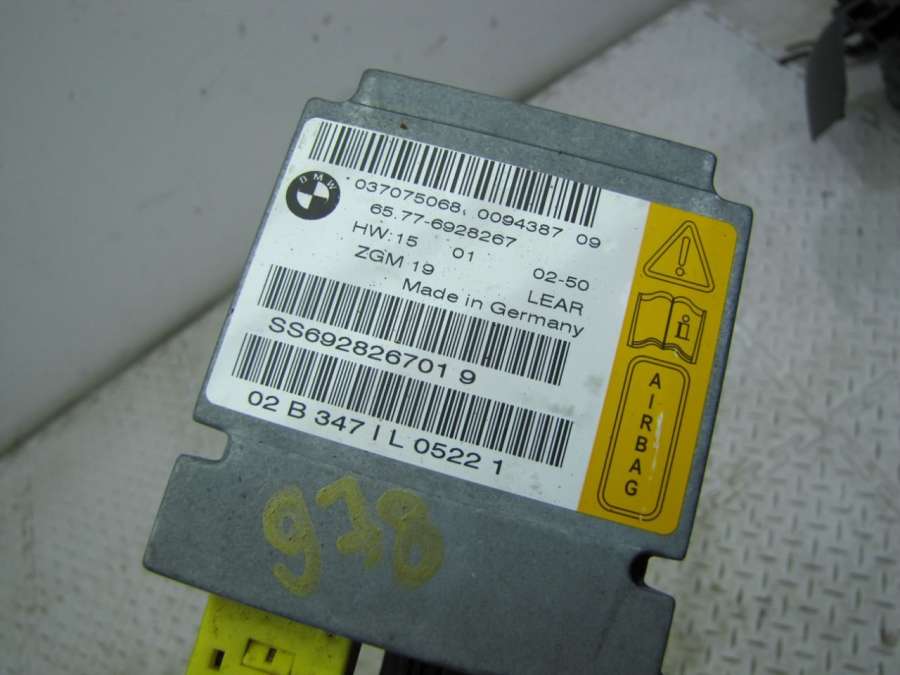 BMW
037075068, 0094387 09
65.77-6928267
HW:15 01 02-50
ZGM 19 LEAR
Made in Germany
SS692826701 9
02 B 347 I L 0522 1
AIRBAG
978